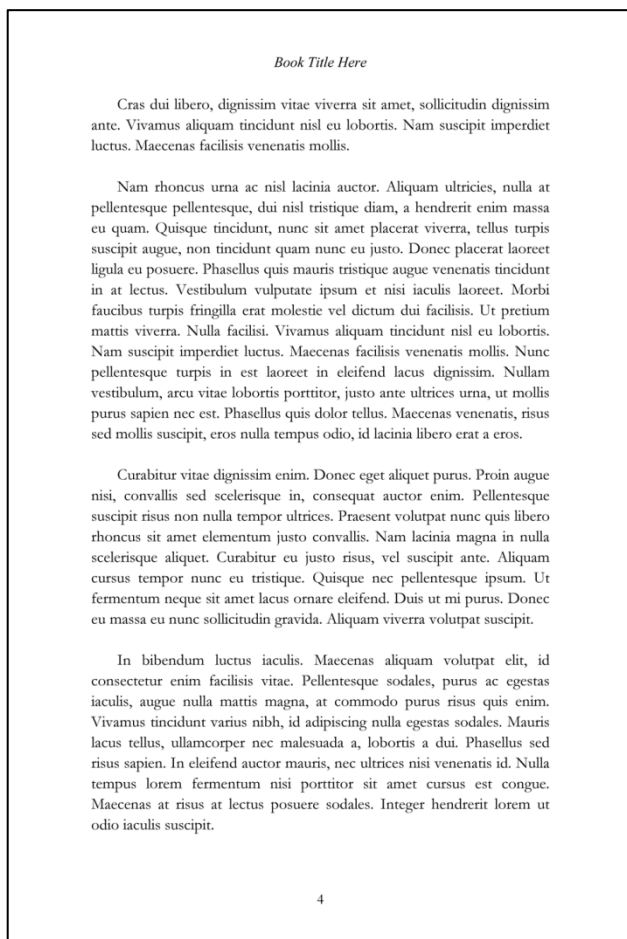 Book Title Here
Cras dui libero, dignissim vitae viverra sit amet, sollicitudin dignissim
ante. Vivamus aliquam tincidunt nisl eu lobortis. Nam suscipit imperdiet
luctus. Maecenas facilisis venenatis mollis.
Nam rhoncus urna ac nisl lacinia auctor. Aliquam ultricies, nulla at
pellentesque pellentesque, dui nisl tristique diam, a hendrerit enim massa
eu quam. Quisque tincidunt, nunc sit amet placerat viverra, tellus turpis
suscipit augue, non tincidunt quam nunc eu justo. Donec placerat laoreet
ligula eu posuere. Phasellus quis mauris tristique augue venenatis tincidunt
in at lectus. Vestibulum vulputate ipsum et nisi iaculis laoreet. Morbi
faucibus turpis fringilla erat molestie vel dictum dui facilisis. Ut pretium
mattis viverra. Nulla facilisi. Vivamus aliquam tincidunt nisl eu lobortis.
Nam suscipit imperdiet luctus. Maecenas facilisis venenatis mollis. Nunc
pellentesque turpis in est laoreet in eleifend lacus dignissim. Nullam
vestibulum, arcu vitae lobortis porttitor, justo ante ultrices urna, ut mollis
purus sapien nec est. Phasellus quis dolor tellus. Maecenas venenatis, risus
sed mollis suscipit, eros nulla tempus odio, id lacinia libero erat a eros.
Curabitur vitae dignissim enim. Donec eget aliquet purus. Proin augue
nisi, convallis sed scelerisque in, consequat auctor enim. Pellentesque
suscipit risus non nulla tempor ultrices. Praesent volutpat nunc quis libero
rhoncus sit amet elementum justo convallis. Nam lacinia magna in nulla
scelerisque aliquet. Curabitur eu justo risus, vel suscipit ante. Aliquam
cursus tempor nunc eu tristique. Quisque nec pellentesque ipsum. Ut
fermentum neque sit amet lacus ornare eleifend. Duis ut mi purus. Donec
eu massa eu nunc sollicitudin gravida. Aliquam viverra volutpat suscipit.
In bibendum luctus iaculis. Maecenas aliquam volutpat elit, id
consectetur enim facilisis vitae. Pellentesque sodales, purus ac egestas
iaculis, augue nulla mattis magna, at commodo purus risus quis enim.
Vivamus tincidunt varius nibh, id adipiscing nulla egestas sodales. Mauris
lacus tellus, ullamcorper nec malesuada a, lobortis a dui. Phasellus sed
risus sapien. In eleifend auctor mauris, nec ultrices nisi venenatis id. Nulla
tempus lorem fermentum nisi porttitor sit amet cursus est congue.
Maecenas at risus at lectus posuere sodales. Integer hendrerit lorem ut
odio iaculis suscipit.
4